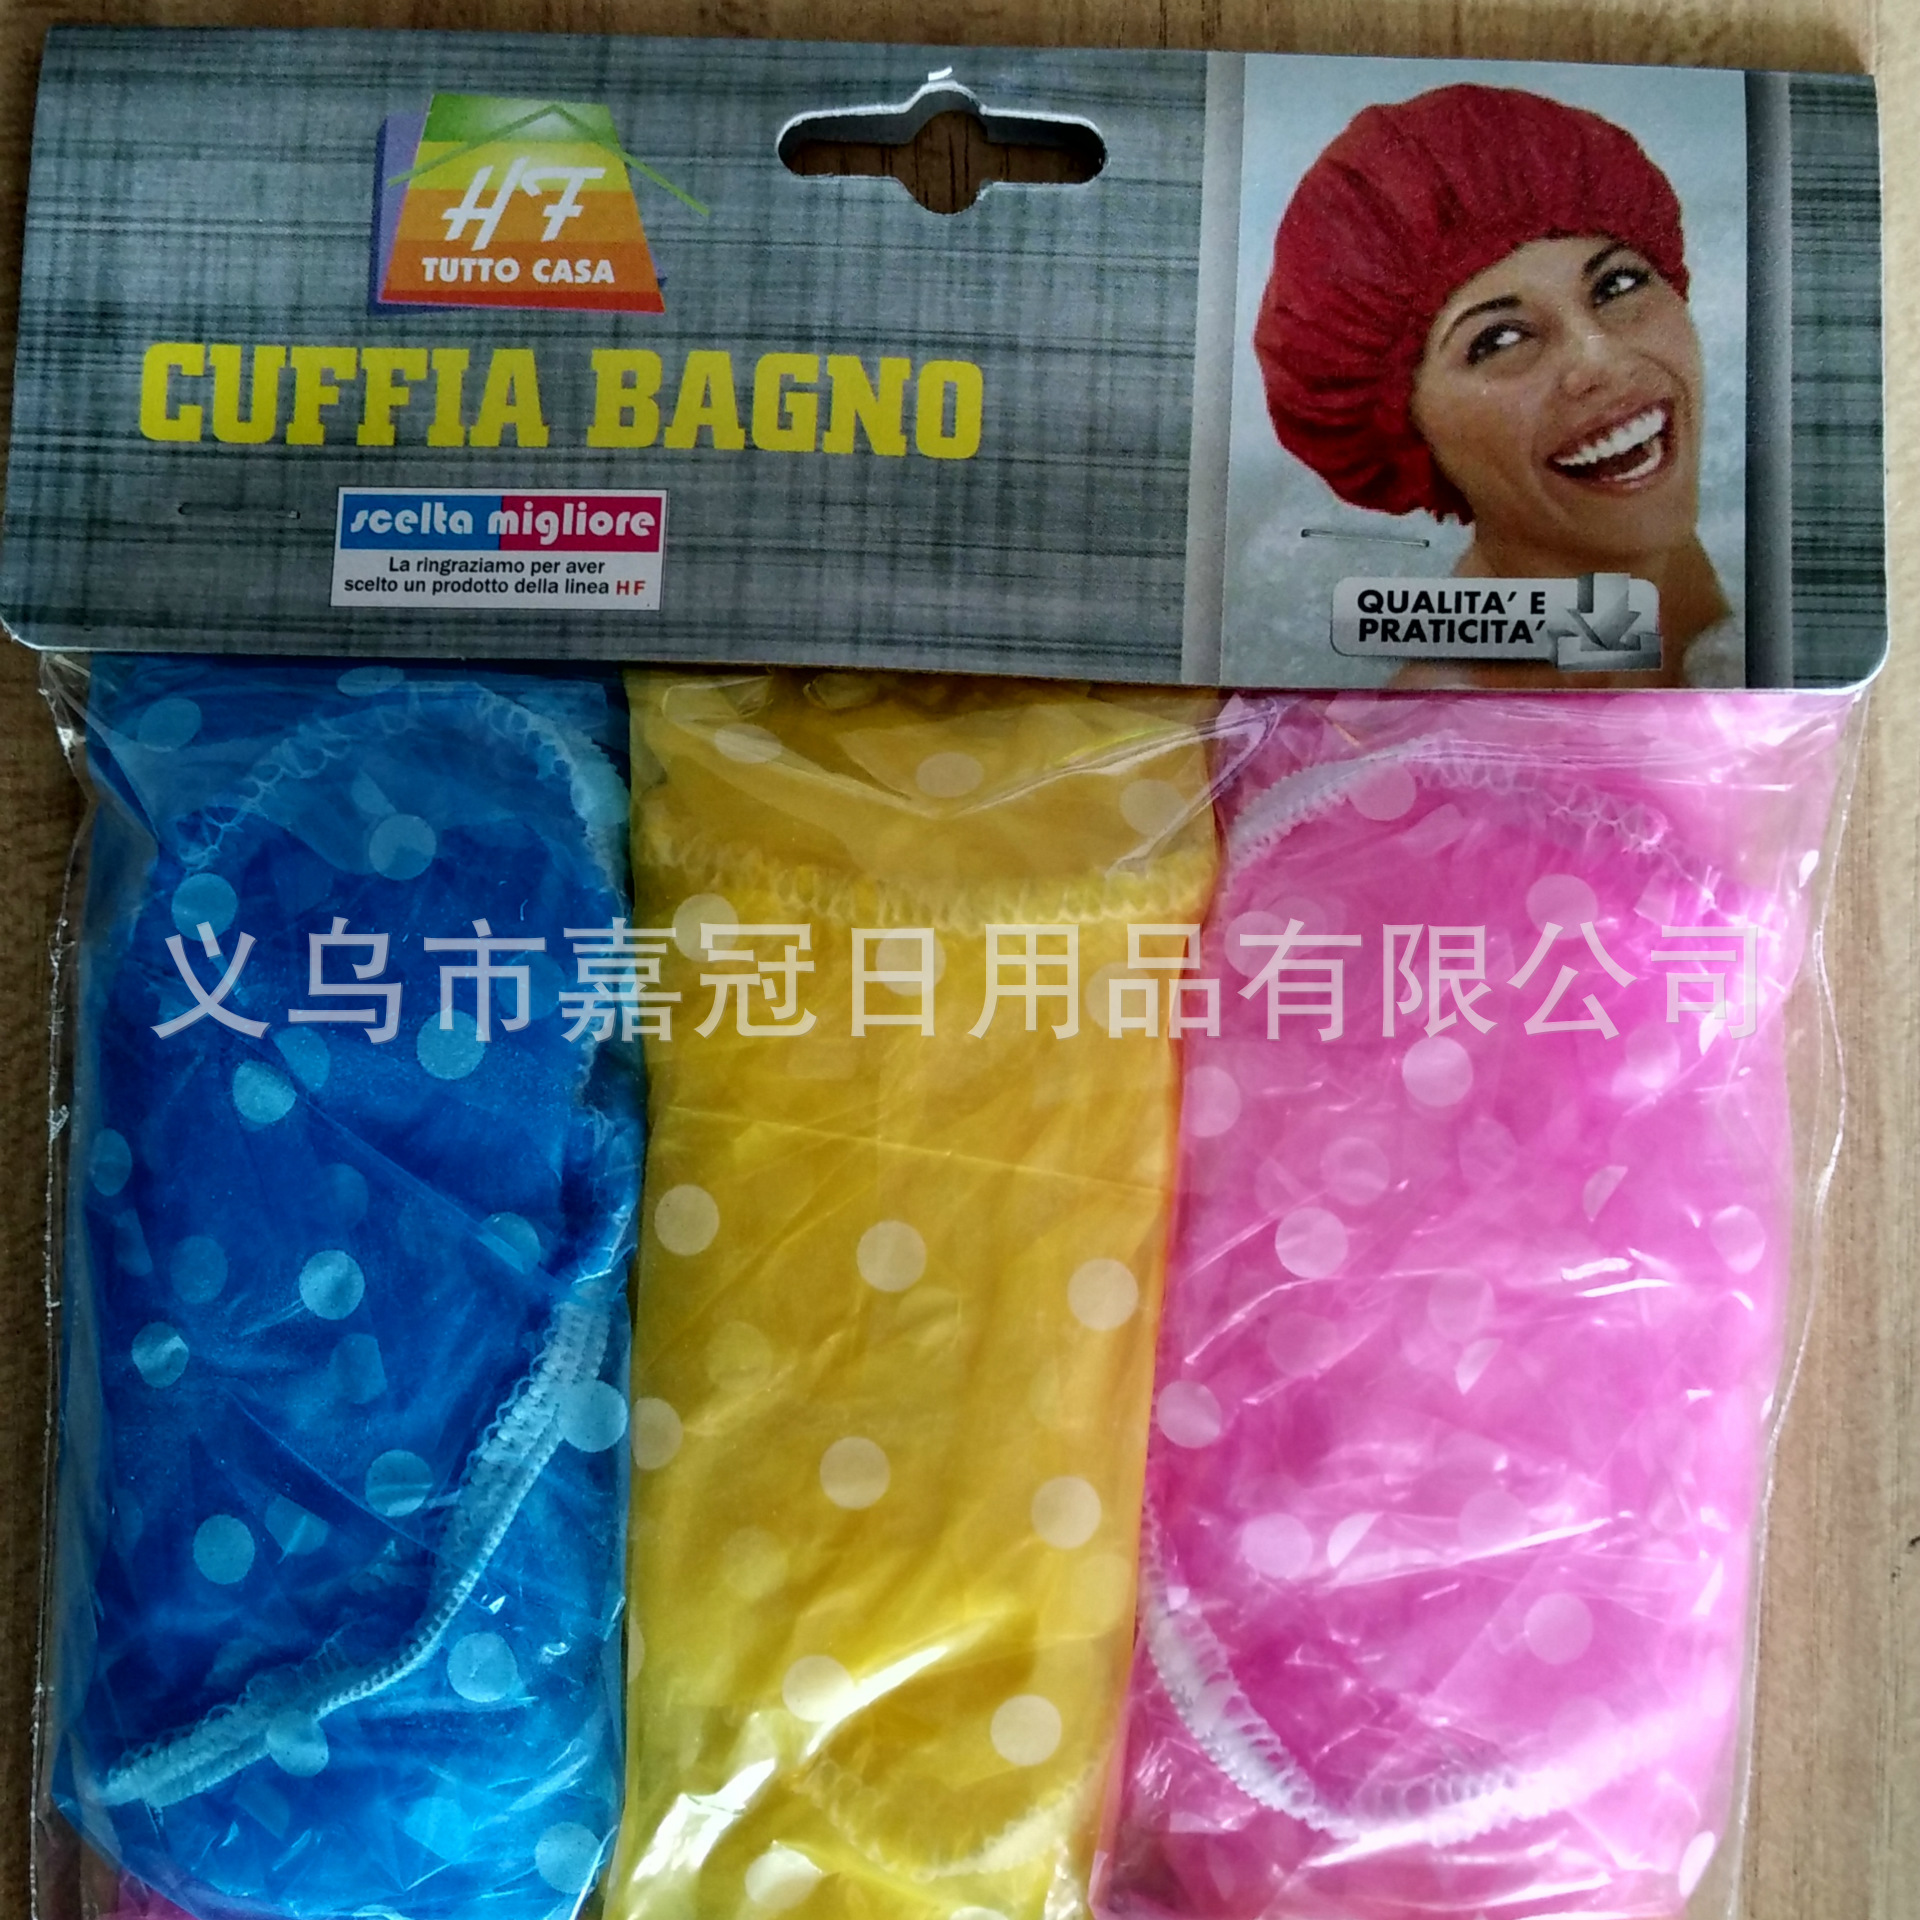 HF
TUTTO CASA
CUFFIA BAGNO
scelta migliore
La ringraziamo per aver
scelto un prodotto della linea HF
QUALITA' E
PRATICITA'
义乌市嘉冠日用品有限公司